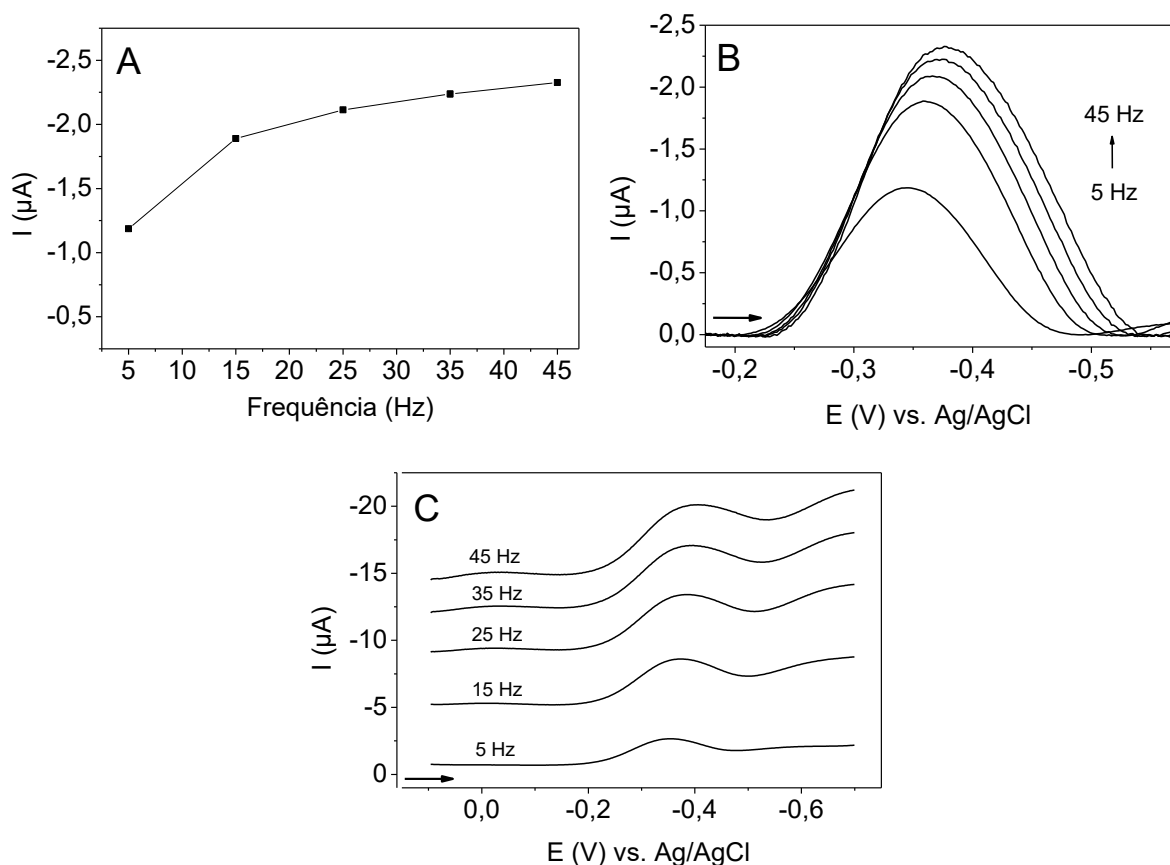 A
I (µA)
-2,5
-2,0
-1,5
-1,0
-0,5
5 10 15 20 25 30 35 40 45
Frequência (Hz)
B
I (µA)
-2,5
-2,0
-1,5
-1,0
-0,5
0,0
45 Hz
5 Hz
-0,2 -0,3 -0,4 -0,5
E (V) vs. Ag/AgCl
C
I (µA)
-20
-15
-10
-5
0
45 Hz
35 Hz
25 Hz
15 Hz
5 Hz
0,0 -0,2 -0,4 -0,6
E (V) vs. Ag/AgCl